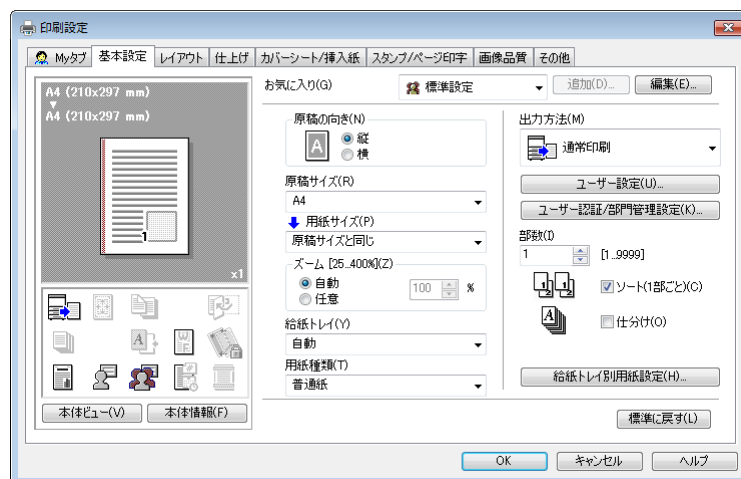 印刷設定
Myタブ 基本設定 レイアウト 仕上げ カバーシート/挿入紙 スタンプ/ページ印字 画像品質 その他
A4 (210x297 mm)
A4 (210x297 mm)
1
x1
本体ビュー(V) 本体情報(F)
お気に入り(G) 標準設定 追加(D)... 編集(E)...
原稿の向き(N)
A
縦
横
原稿サイズ(R)
A4
用紙サイズ(P)
原稿サイズと同じ
ズーム [25..400%](Z)
自動
任意
100 %
給紙トレイ(Y)
自動
用紙種類(T)
普通紙
出力方法(M)
通常印刷
ユーザー設定(U)...
ユーザー認証/部門管理設定(K)...
部数(I)
1 [1..9999]
ソート(1部ごと)(C)
仕分け(O)
給紙トレイ別用紙設定(H)...
標準に戻す(L)
OK キャンセル ヘルプ